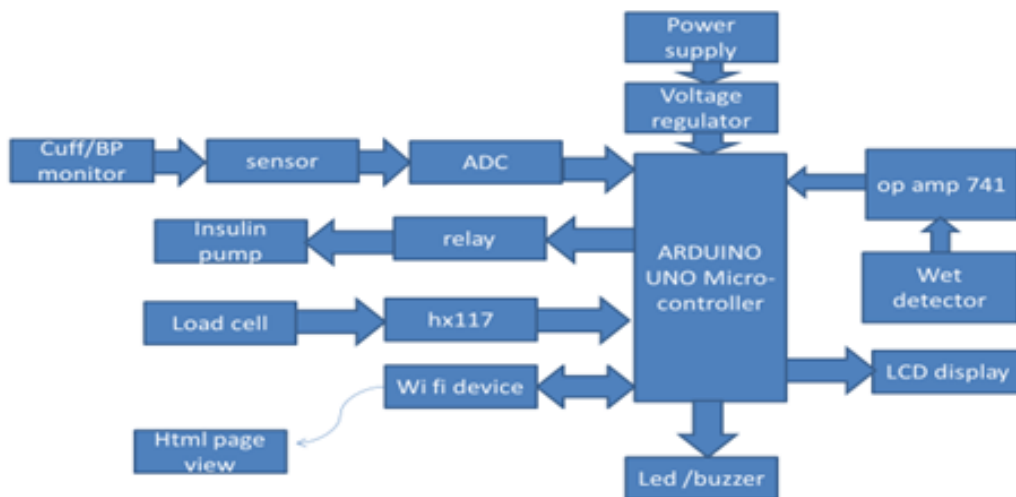 Power
supply
Voltage
regulator
Cuff/BP
monitor
sensor
ADC
op amp 741
Insulin
pump
relay
ARDUINO
UNO Micro-
controller
Wet
detector
Load cell
hx117
Wi fi device
LCD display
Html page
view
Led /buzzer